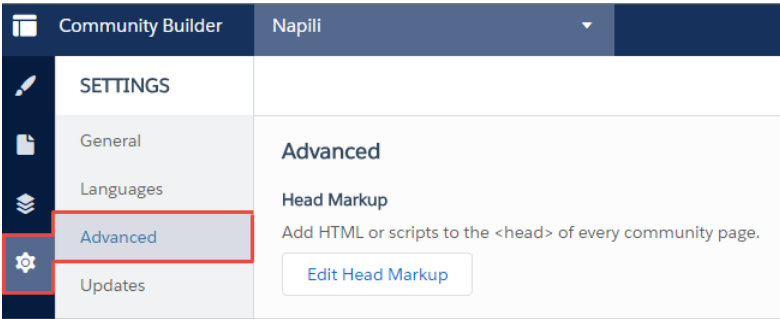 Community Builder
Napili
SETTINGS
General
Languages
Advanced
Updates
Advanced
Head Markup
Add HTML or scripts to the <head> of every community page.
Edit Head Markup